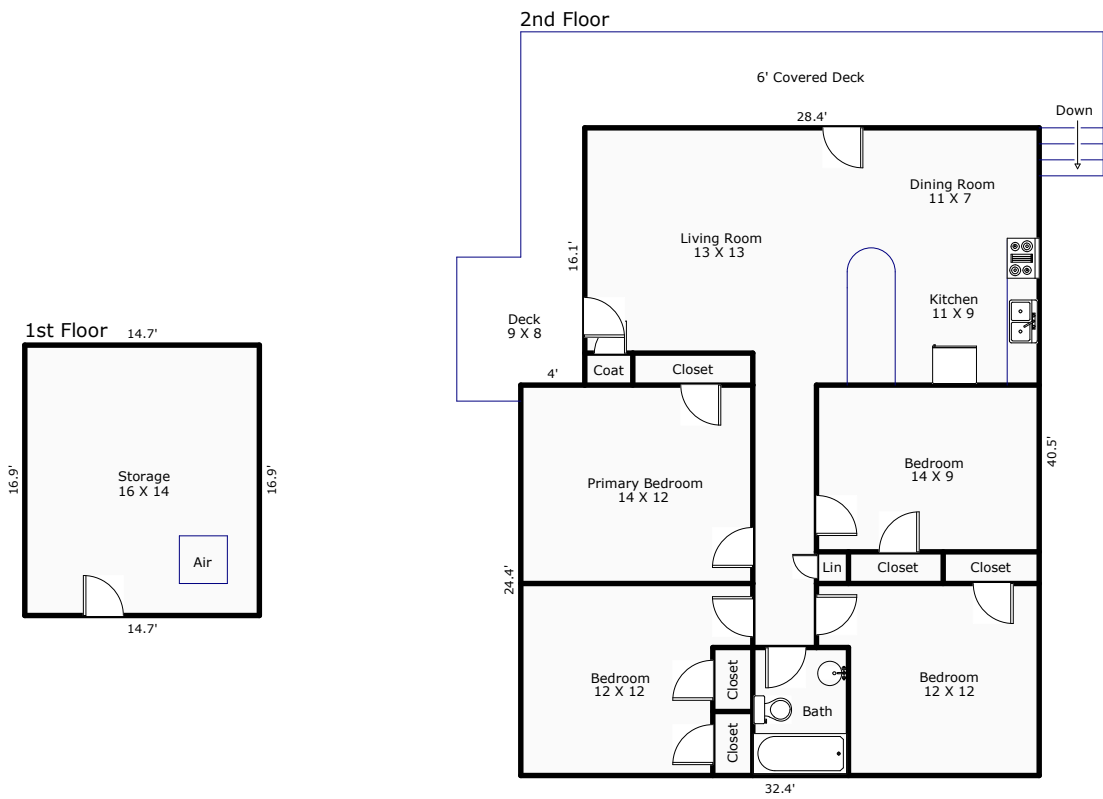 2nd Floor
6' Covered Deck
Down
28.4'
Dining Room
11 X 7
Living Room
13 X 13
16.1'
Kitchen
11 X 9
Deck
9 X 8
4'
Coat
Closet
Primary Bedroom
14 X 12
Bedroom
14 X 9
40.5'
Lin
Closet
Closet
24.4'
Bedroom
12 X 12
Closet
Closet
Bath
Bedroom
12 X 12
32.4'
1st Floor
14.7'
16.9'
Storage
16 X 14
16.9'
Air
14.7'